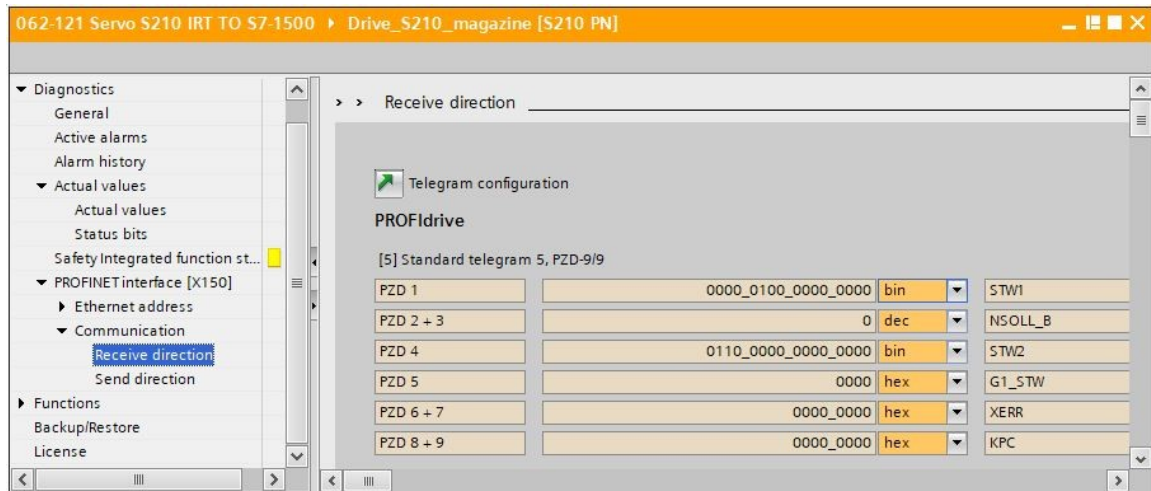 062-121 Servo S210 IRT TO S7-1500 ▸ Drive_S210_magazine [S210 PN]
Diagnostics
General
Active alarms
Alarm history
Actual values
Actual values
Status bits
Safety Integrated function st...
PROFINET interface [X150]
Ethernet address
Communication
Receive direction
Send direction
Functions
Backup/Restore
License
> > Receive direction
Telegram configuration
PROFIdrive
[5] Standard telegram 5, PZD-9/9
PZD 1 0000_0100_0000_0000 bin STW1
PZD 2 + 3 0 dec NSOLL_B
PZD 4 0110_0000_0000_0000 bin STW2
PZD 5 0000 hex G1_STW
PZD 6 + 7 0000_0000 hex XERR
PZD 8 + 9 0000_0000 hex KPC